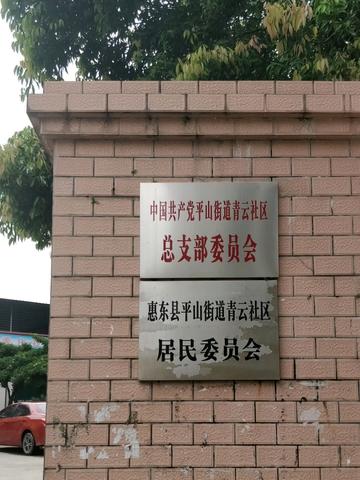 中国共产党平山街道青云社区
总支部委员会
惠东县平山街道青云社区
居民委员会